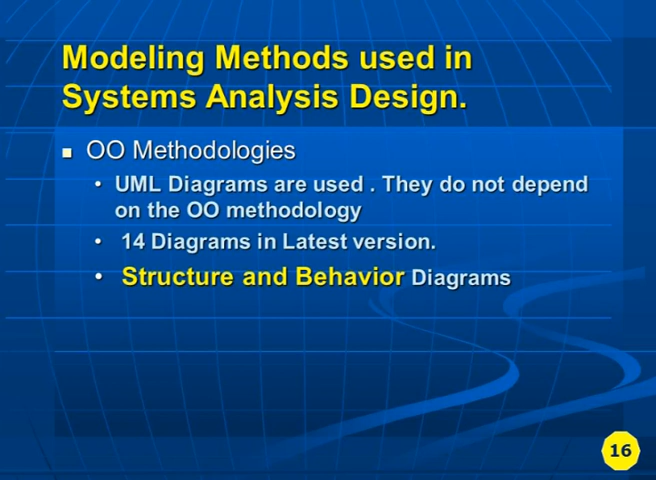 Modeling Methods used in
Systems Analysis Design.
OO Methodologies
UML Diagrams are used . They do not depend
on the OO methodology
14 Diagrams in Latest version.
Structure and Behavior Diagrams
16